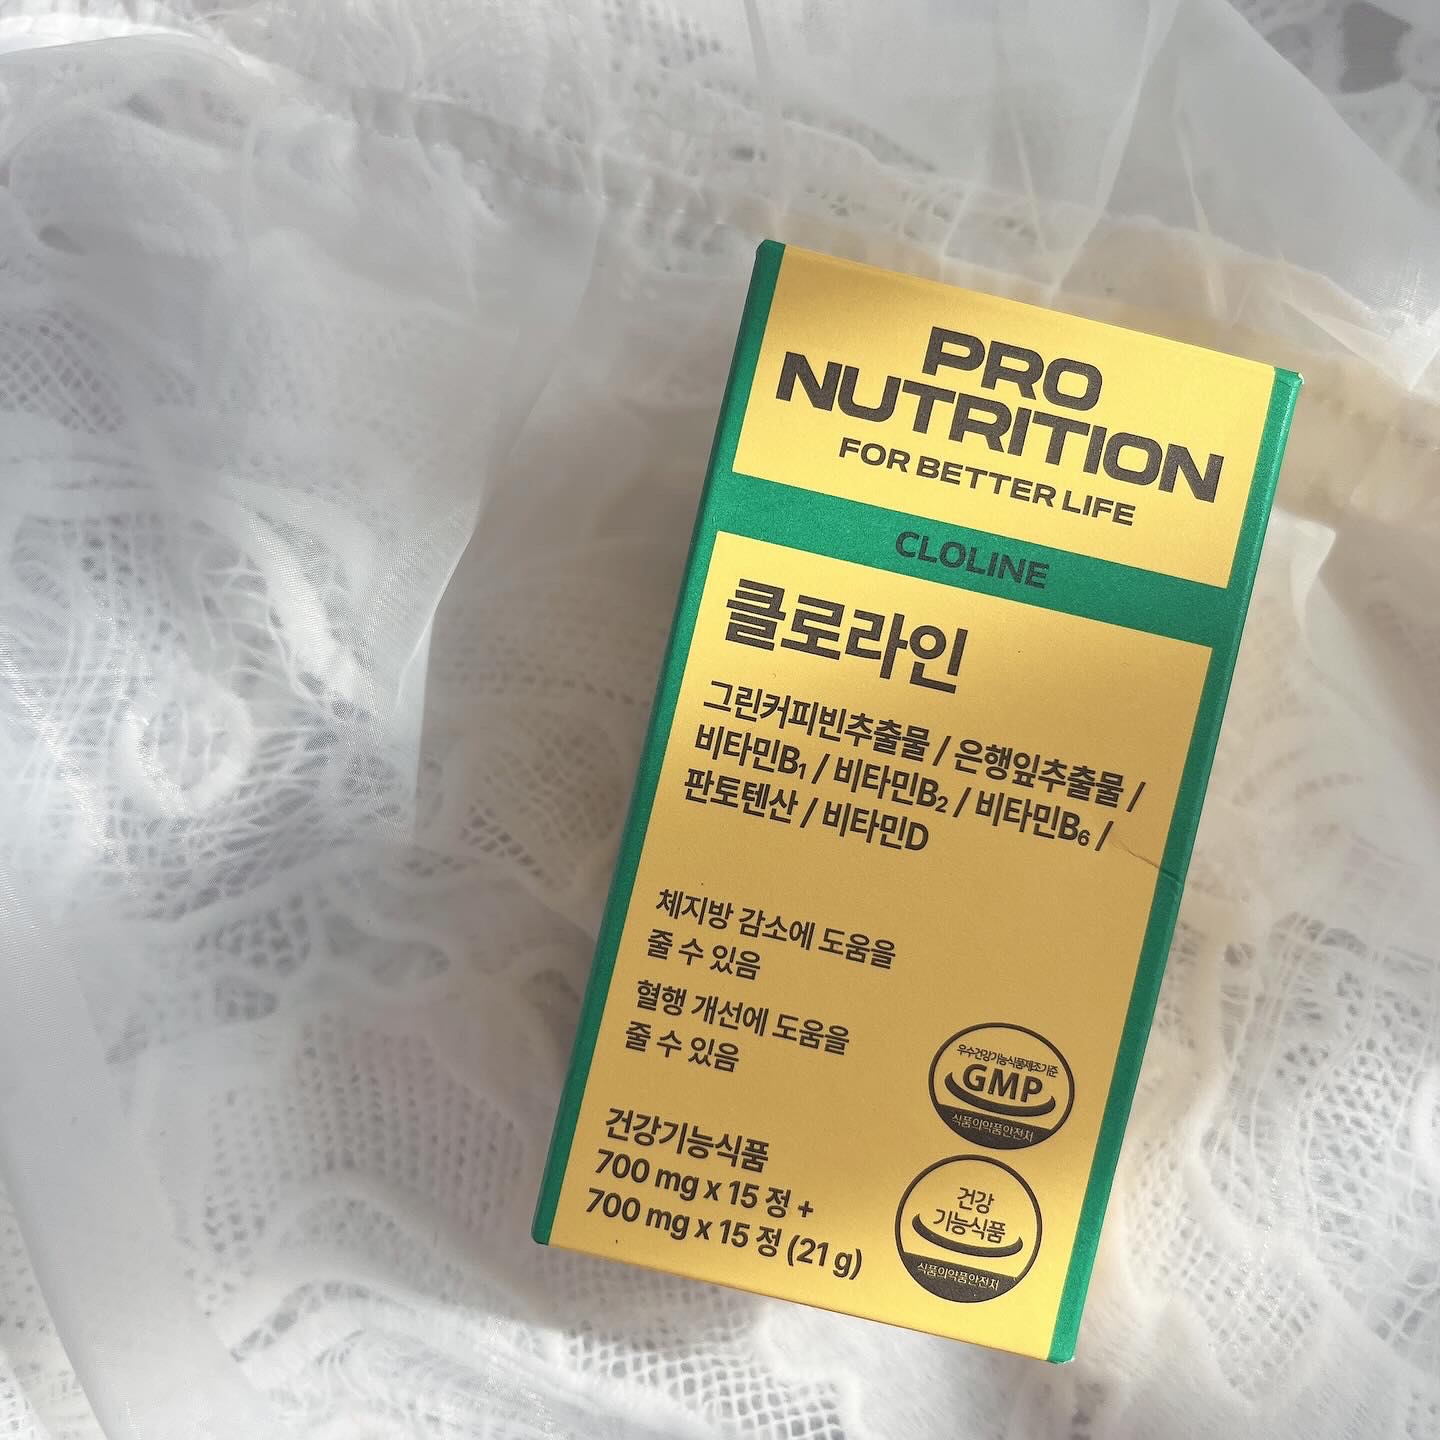 PRO
NUTRITION
FOR BETTER LIFE
CLOLINE
클로라인
그린커피빈추출물 / 은행잎추출물 /
비타민B₁ / 비타민B₂ / 비타민B₆ /
판토텐산 / 비타민D
체지방 감소에 도움을
줄 수 있음
혈행 개선에 도움을
줄 수 있음
건강기능식품
700 mg x 15 정 +
700 mg x 15 정 (21 g)
우수건강기능식품제조기준
GMP
식품의약품안전처
건강
기능식품
식품의약품안전처